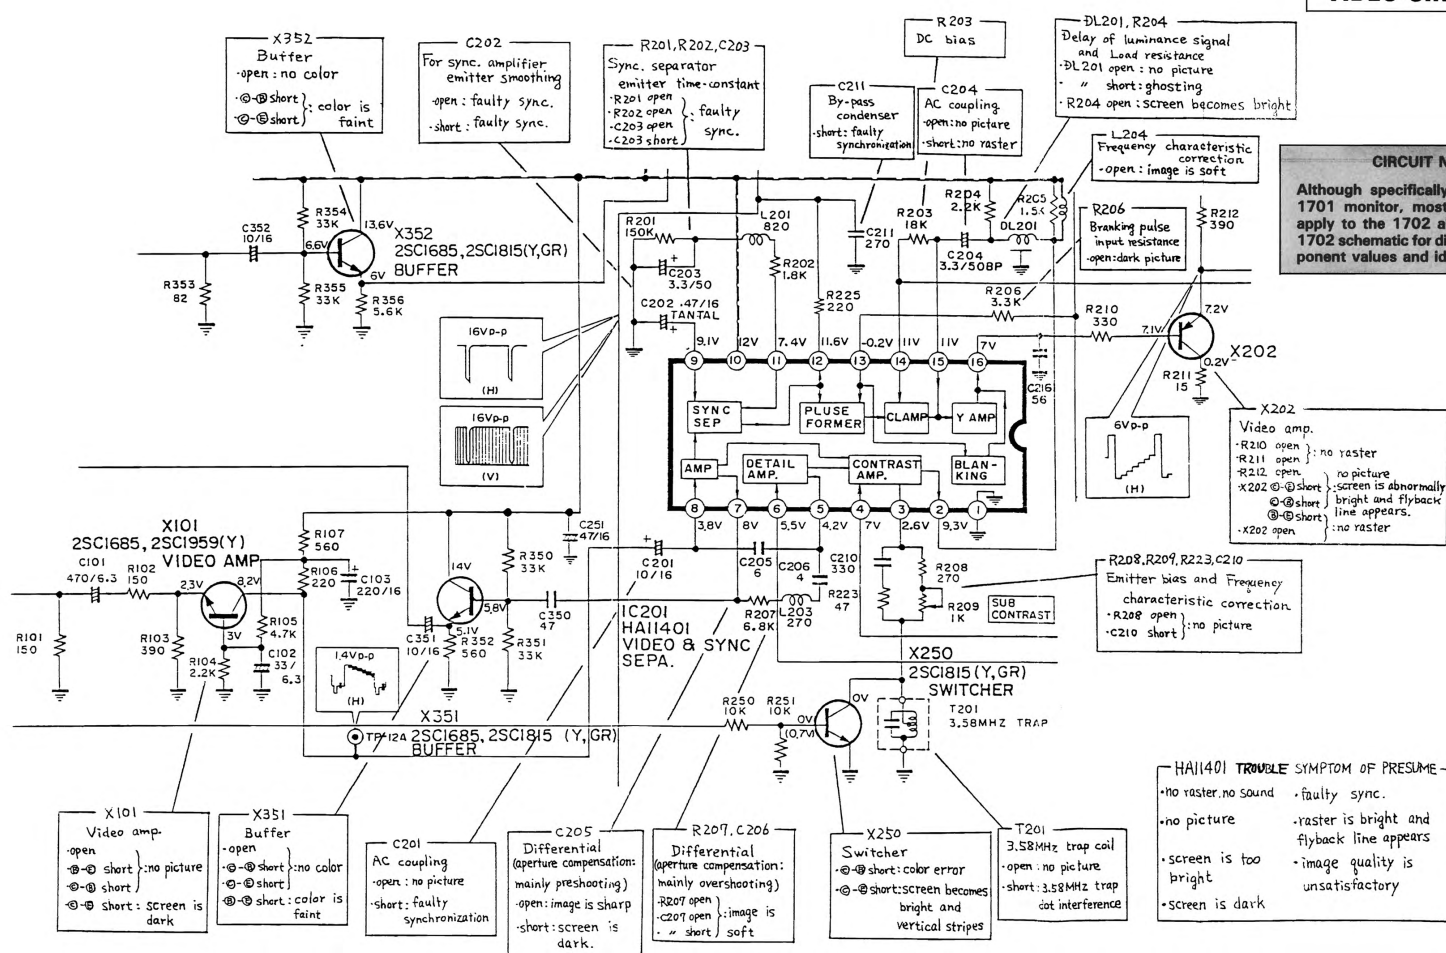 X352
Buffer
·open : no color
·Ⓒ-Ⓑ short
·Ⓒ-Ⓔ short
: color is
faint
C202
For sync. amplifier
emitter smoothing
·open : faulty sync.
·short : faulty sync.
R201, R202, C203
Sync. separator
emitter time-constant
·R201 open
·R202 open
·C203 open
·C203 short
: faulty
sync.
R203
DC bias
C211
By-pass
condenser
·short : faulty
synchronization
C204
AC coupling
·open:no picture
·short:no raster
DL201, R204
Delay of luminance signal
and Load resistance
·DL201 open : no picture
· " short : ghosting
·R204 open : screen becomes bright
L204
Frequency characteristic
correction
·open : image is soft
R206
Branking pulse
input resistance
·open:dark picture
CIRCUIT N
Although specifically
1701 monitor, most
apply to the 1702 a
1702 schematic for di
ponent values and id
R354
33K
13,6V
C352
10/16
6.6V
X352
2SC1685, 2SC1815(Y,GR)
BUFFER
6V
R353
82
R355
33K
R356
5.6K
R201
150K
L201
820
C203
3.3/50
R202
1.8K
C202 .47/16
TANTAL
C211
270
R225
220
R203
18K
R204
2.2K
R205
1.5K
DL201
C204
3.3/508P
R206
3.3K
R210
330
R212
390
7.1V
7.2V
X202
0.2V
R211
15
C216
56
16Vp-p
(H)
16Vp-p
(V)
6Vp-p
(H)
9.1V
12V
7.4V
11.6V
-0.2V
11V
11V
7V
9
10
11
12
13
14
15
16
SYNC
SEP
PLUSE
FORMER
CLAMP
Y AMP
AMP
DETAIL
AMP.
CONTRAST
AMP.
BLAN-
KING
8
7
6
5
4
3
2
1
3,8V
8V
5,5V
4,2V
7V
2.6V
9,3V
X202
Video amp.
·R210 open
·R211 open
: no raster
·R212 open
no picture
·X202 Ⓒ-Ⓔ short
Ⓒ-Ⓑ short
Ⓑ-Ⓔ short
:screen is abnormally
bright and flyback
line appears.
·X202 open
:no raster
X101
2SC1685, 2SC1959(Y)
VIDEO AMP
C101
470/6.3
R102
150
2,3V
8,2V
3V
R101
150
R103
390
R104
2.2K
R105
4.7K
C102
33/
6.3
R107
560
R106
220
C103
220/16
1,4Vp-p
(H)
TP-12A
14V
5,8V
5.1V
C351
10/16
R352
560
R350
33K
R351
33K
C251
47/16
C350
47
X351
2SC1685, 2SC1815 (Y,GR)
BUFFER
C201
10/16
C205
6
C206
4
R223
47
R207
6.8K
L203
270
C210
330
R208
270
R209
1K
SUB
CONTRAST
IC201
HA11401
VIDEO & SYNC
SEPA.
X250
2SC1815 (Y,GR)
SWITCHER
R250
10K
R251
10K
0V
(0,7V)
0V
T201
3.58MHZ TRAP
R208, R209, R223, C210
Emitter bias and Frequency
characteristic correction
·R208 open
·C210 short
:no picture
X101
Video amp.
·open
·Ⓑ-Ⓔ short
·Ⓒ-Ⓑ short
:no picture
·Ⓒ-Ⓔ short : screen is
dark
X351
Buffer
·open
·Ⓒ-Ⓑ short
·Ⓒ-Ⓔ short
:no color
·Ⓑ-Ⓔ short : color is
faint
C201
AC coupling
·open : no picture
·short : faulty
synchronization
C205
Differential
(aperture compensation:
mainly preshooting)
·open : image is sharp
·short : screen is
dark.
R207, C206
Differential
(aperture compensation:
mainly overshooting)
·R207 open
·C207 open
· " short
:image is
soft
X250
Switcher
·Ⓒ-Ⓑ short : color error
·Ⓒ-Ⓔ short:screen becomes
bright and
vertical stripes
T201
3.58MHz trap coil
·open : no picture
·short : 3.58MHz trap
dot interference
HA11401 TROUBLE SYMPTOM OF PRESUME
·no raster, no sound
·no picture
·screen is too
bright
·screen is dark
·faulty sync.
·raster is bright and
flyback line appears
·image quality is
unsatisfactory